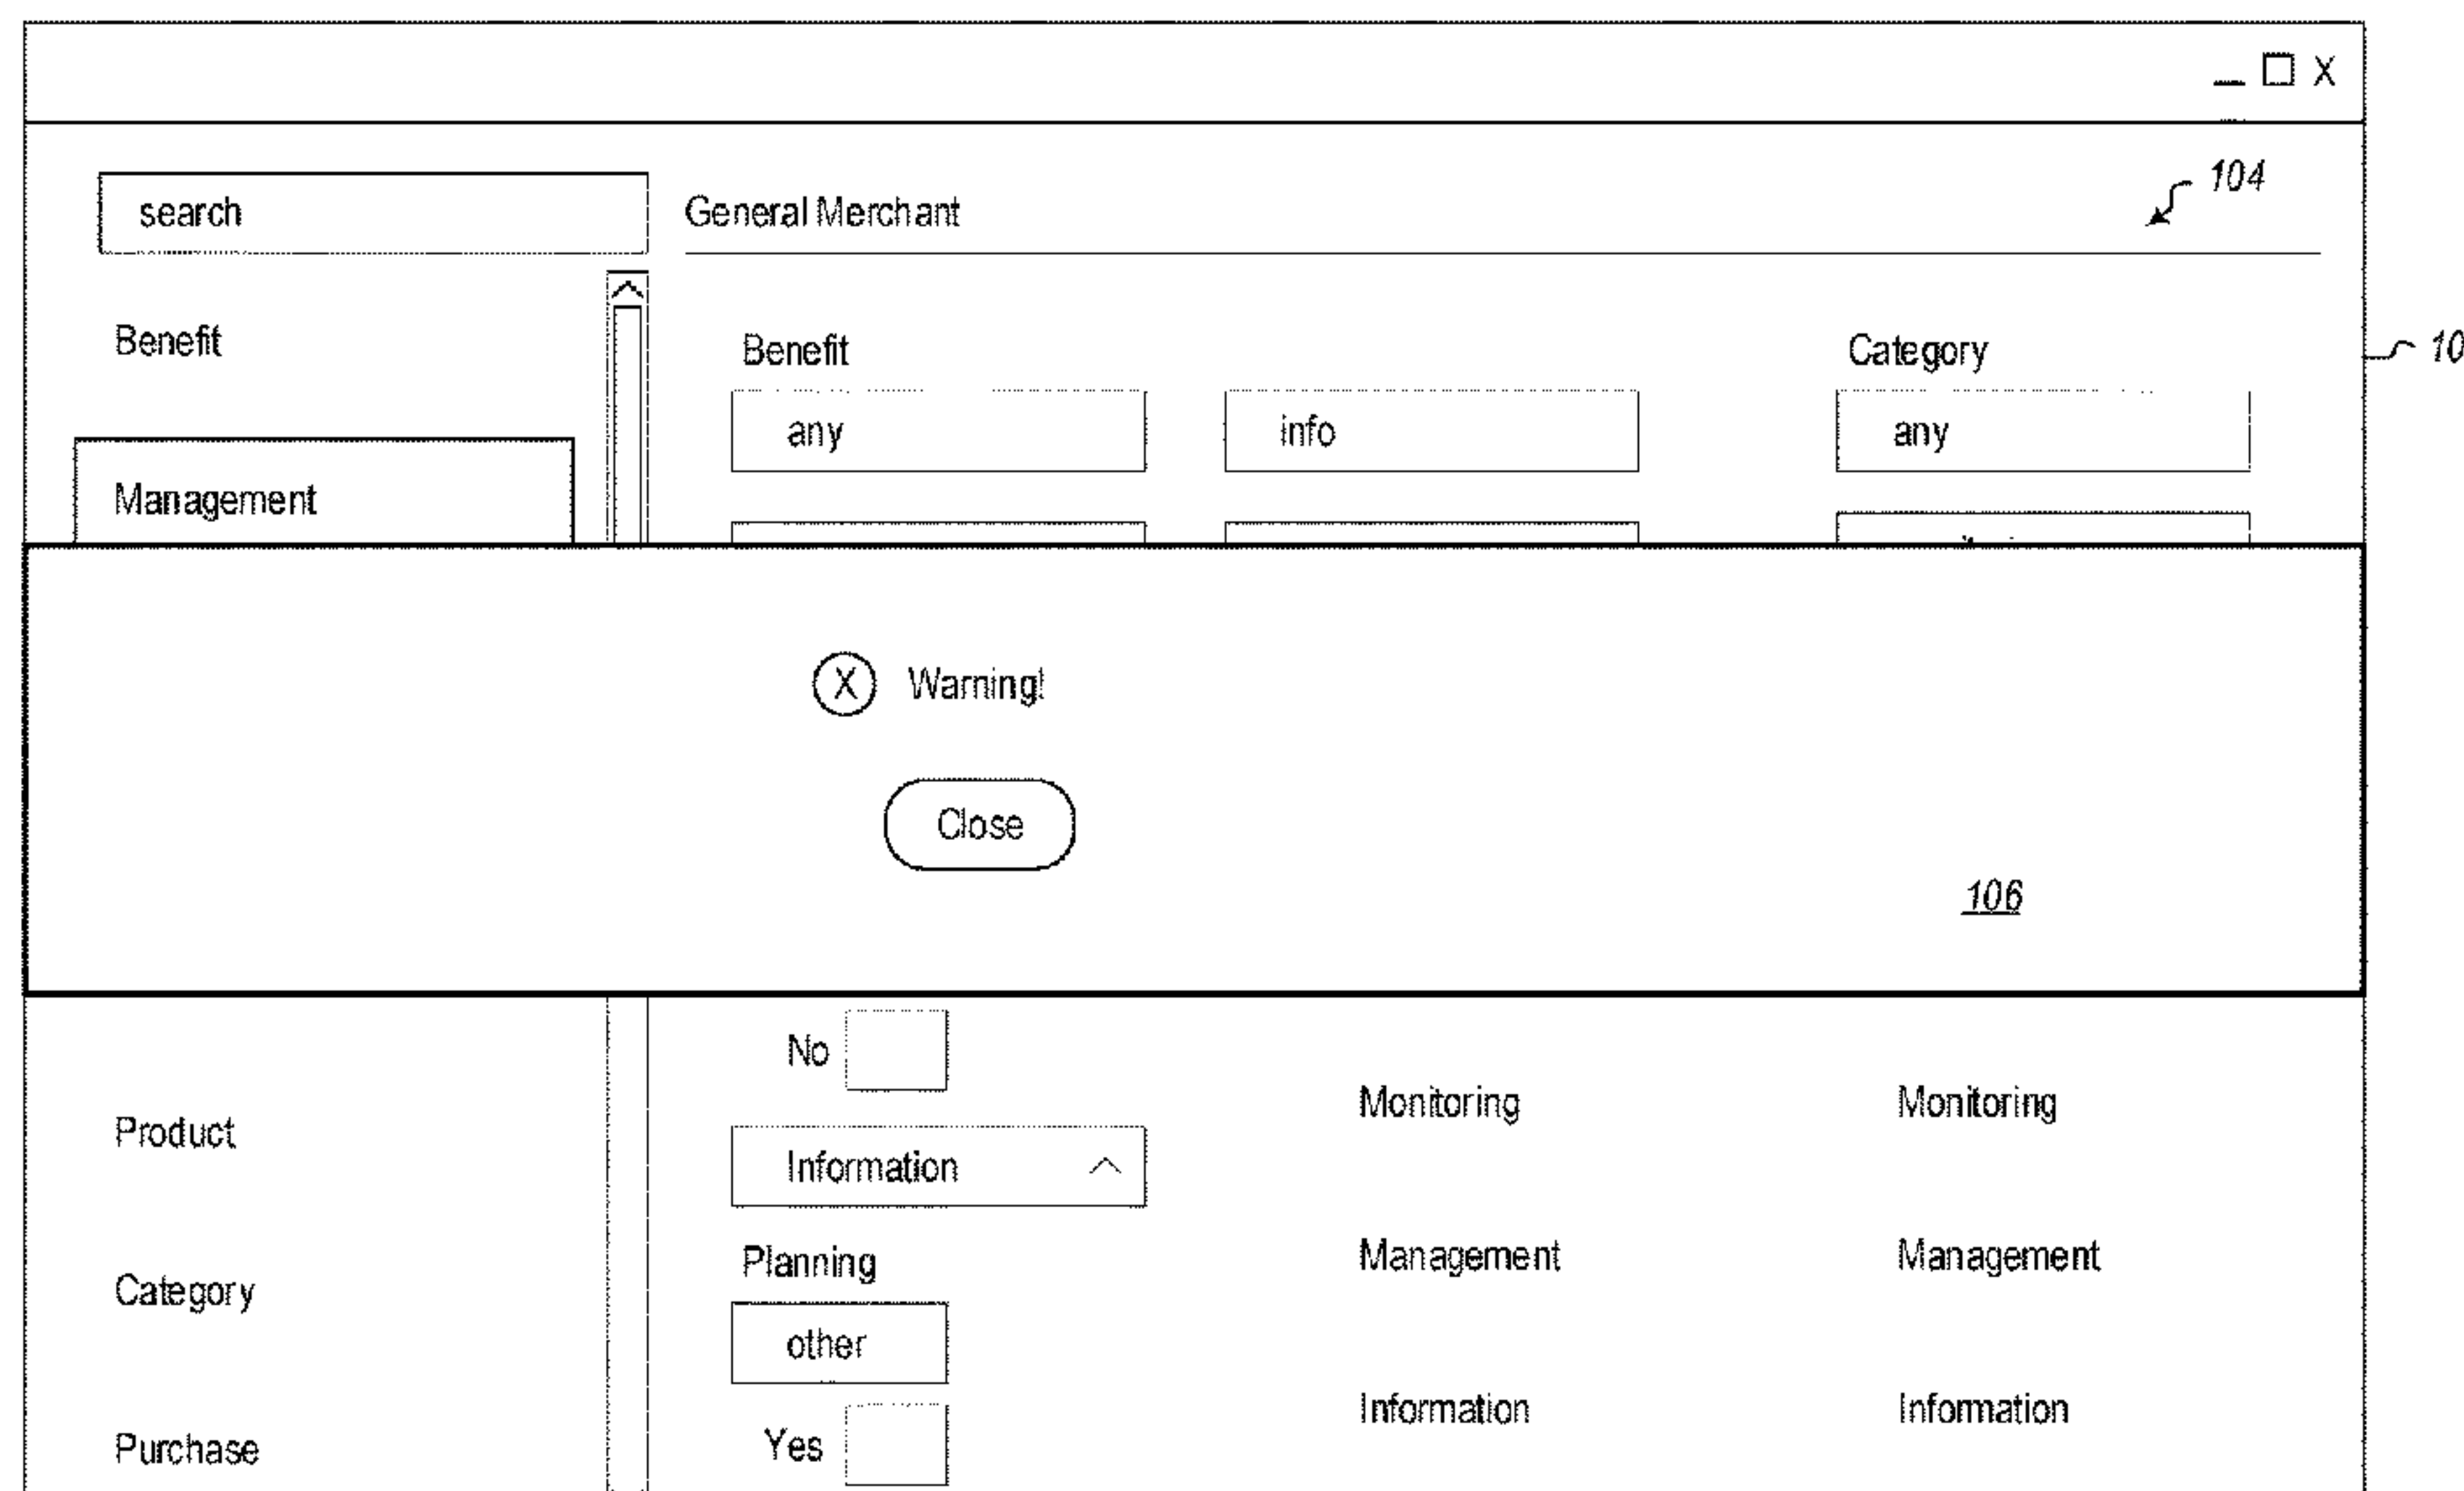 _ □ X
104
search
General Merchant
Benefit
Benefit
Category
10
any
info
any
Management
X Warning!
Close
106
No
Product
Monitoring
Monitoring
Information
Planning
Management
Management
Category
other
Information
Information
Purchase
Yes